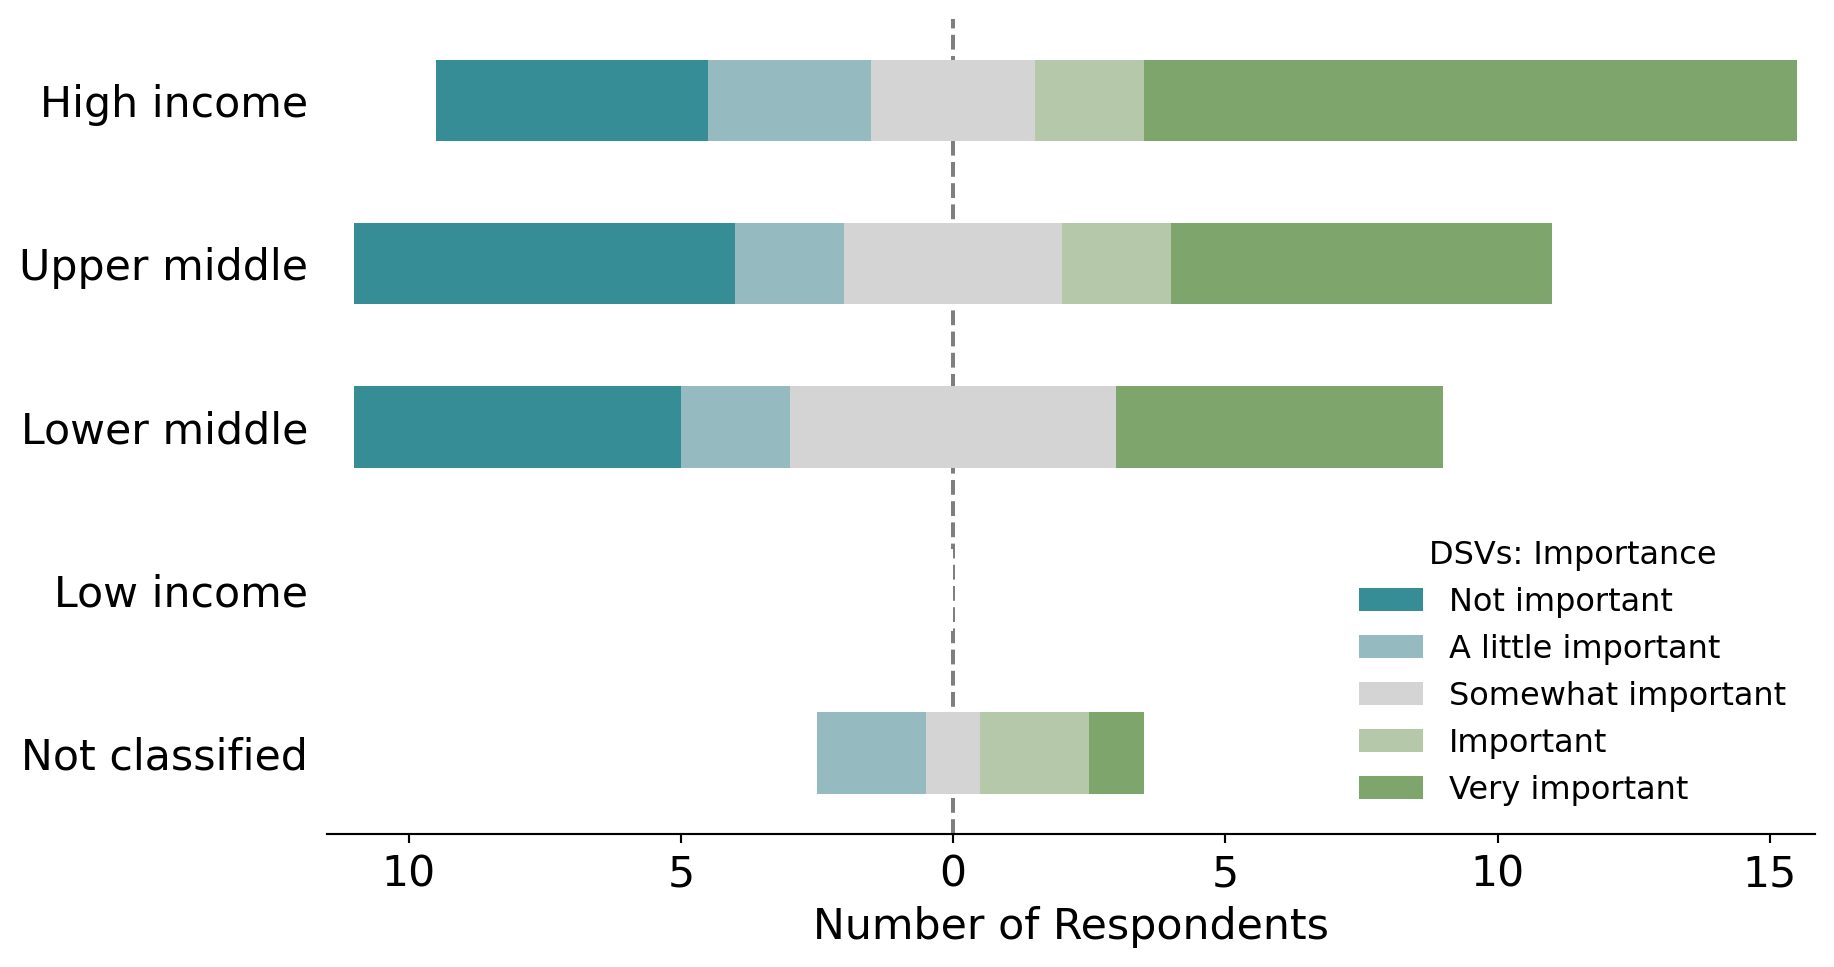 High income
Upper middle
Lower middle
Low income
Not classified
DSVs: Importance
Not important
A little important
Somewhat important
Important
Very important
10 5 0 5 10 15
Number of Respondents